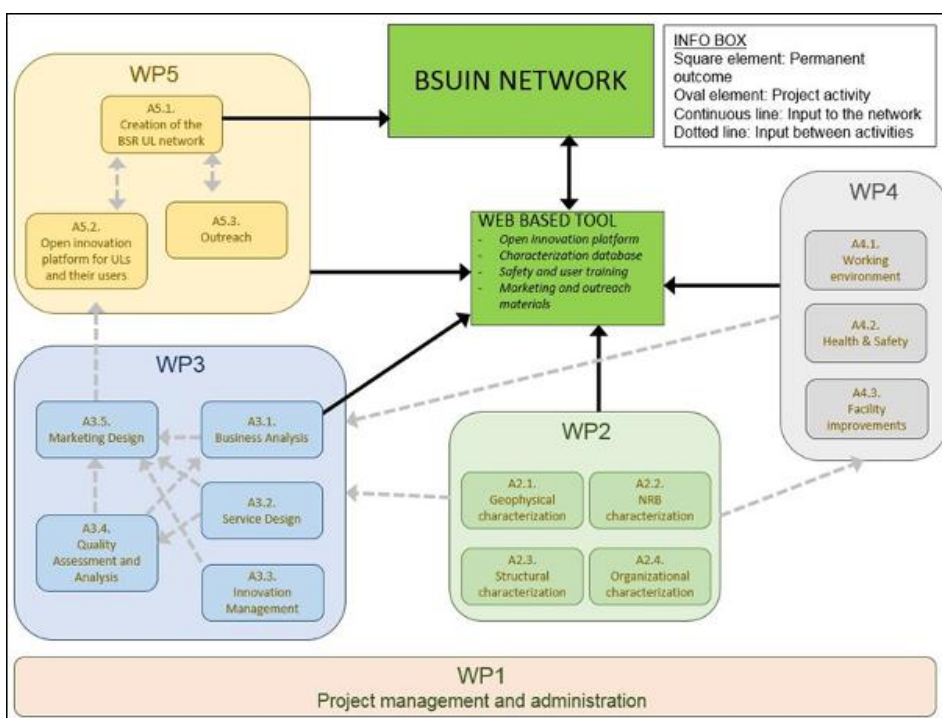 WP5
A5.1.
Creation of the
BSR UL network
A5.2.
Open innovation
platform for ULs
and their users
A5.3.
Outreach
BSUIN NETWORK
INFO BOX
Square element: Permanent
outcome
Oval element: Project activity
Continuous line: Input to the network
Dotted line: Input between activities
WEB BASED TOOL
- Open innovation platform
- Characterization database
- Safety and user training
- Marketing and outreach
materials
WP4
A4.1.
Working
environment
A4.2.
Health & Safety
A4.3.
Facility
improvements
WP3
A3.5.
Marketing Design
A3.1.
Business Analysis
A3.2.
Service Design
A3.4.
Quality
Assessment and
Analysis
A3.3.
Innovation
Management
WP2
A2.1.
Geophysical
characterization
A2.2.
NRB
characterization
A2.3.
Structural
characterization
A2.4.
Organizational
characterization
WP1
Project management and administration